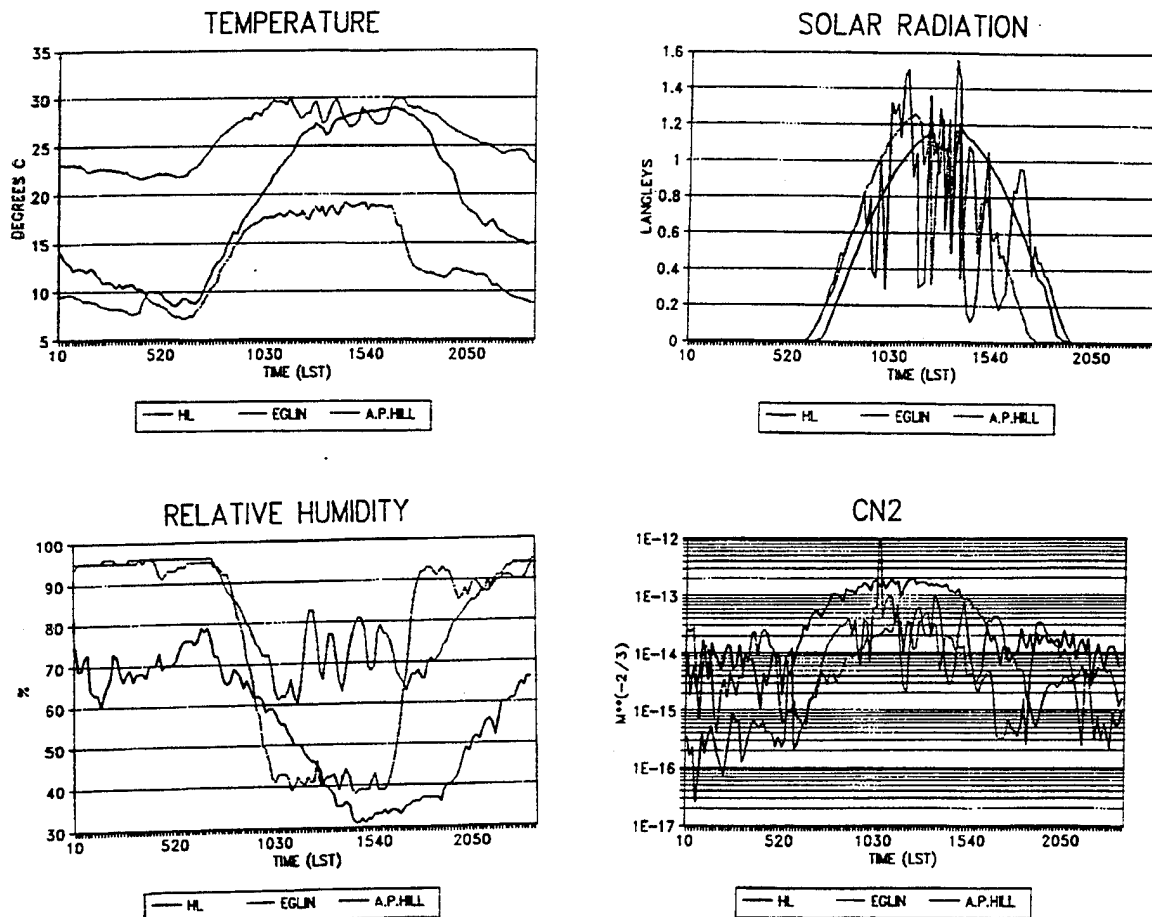 TEMPERATURE
35
30
25
20
15
10
5
DEGREES C
10 520 1030 1540 2050
TIME (LST)
HL EGLIN A.P.HILL
SOLAR RADIATION
1.6
1.4
1.2
1
0.8
0.6
0.4
0.2
0
LANGLEYS
10 520 1030 1540 2050
TIME (LST)
HL EGLIN A.P.HILL
RELATIVE HUMIDITY
100
90
80
70
60
50
40
30
%
10 520 1030 1540 2050
TIME (LST)
HL EGLIN A.P.HILL
CN2
1E-12
1E-13
1E-14
1E-15
1E-16
1E-17
M**(-2/3)
10 520 1030 1540 2050
TIME (LST)
HL EGLIN A.P.HILL